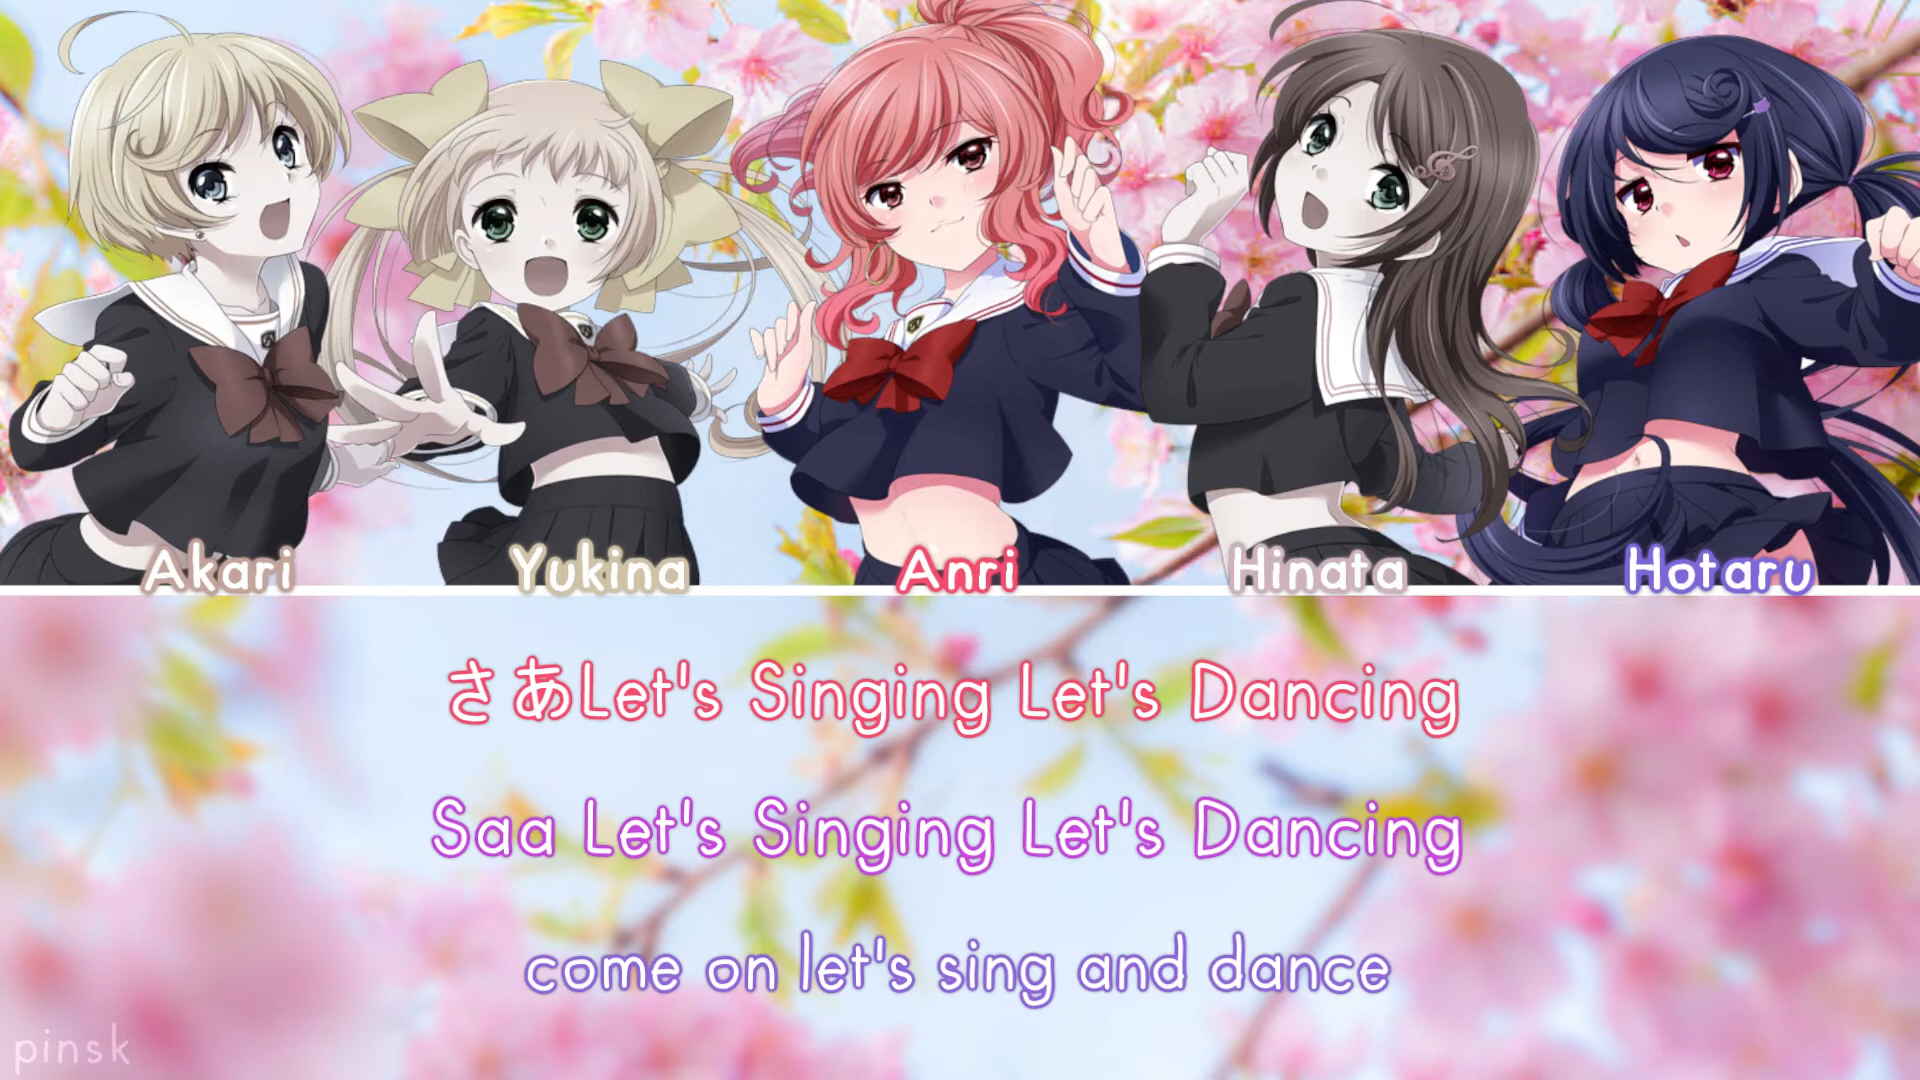 Akari Yukina Anri Hinata Hotaru
さあLet's Singing Let's Dancing
Saa Let's Singing Let's Dancing
come on let's sing and dance
pinsk